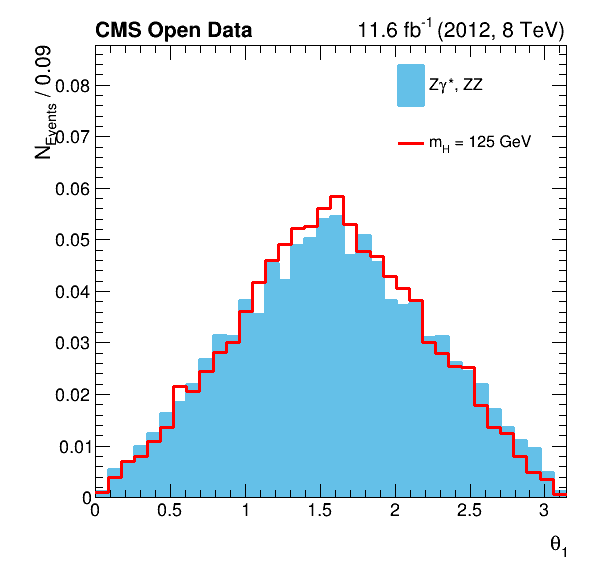 CMS Open Data 11.6 fb-1 (2012, 8 TeV)
NEvents / 0.09
Zγ*, ZZ
mH = 125 GeV
0.08
0.07
0.06
0.05
0.04
0.03
0.02
0.01
0
0 0.5 1 1.5 2 2.5 3
θ1